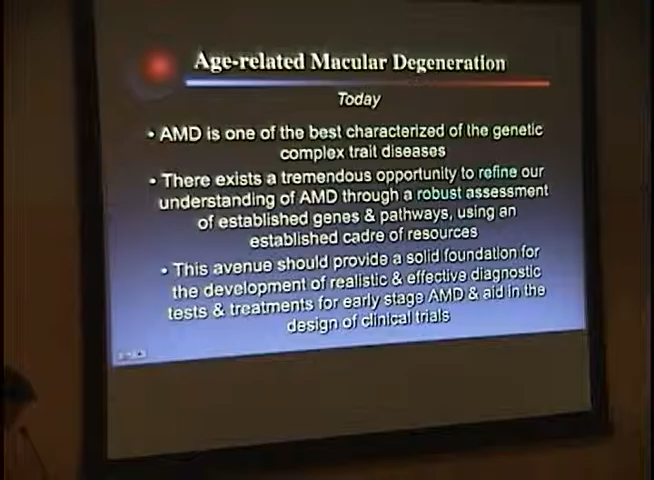 Age-related Macular Degeneration
Today
• AMD is one of the best characterized of the genetic
complex trait diseases
• There exists a tremendous opportunity to refine our
understanding of AMD through a robust assessment
of established genes & pathways, using an
established cadre of resources
• This avenue should provide a solid foundation for
the development of realistic & effective diagnostic
tests & treatments for early stage AMD & aid in the
design of clinical trials